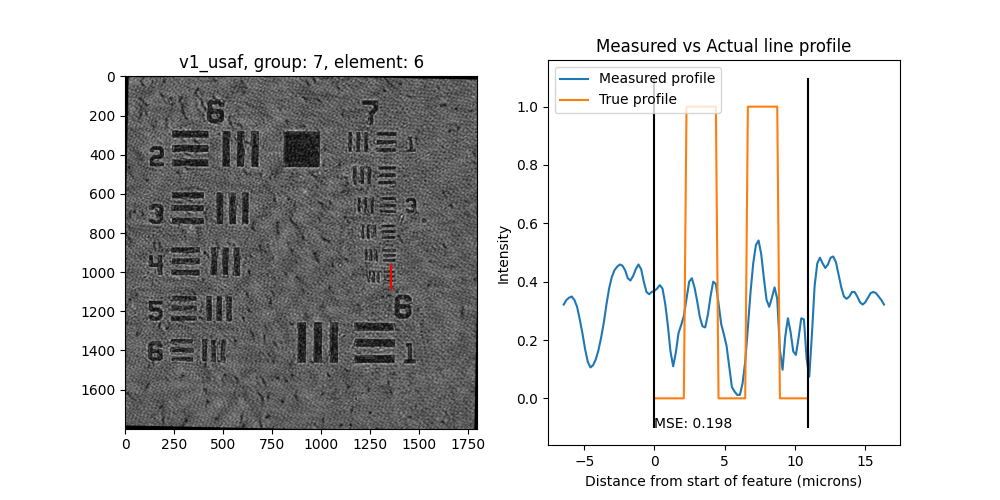 v1_usaf, group: 7, element: 6
0
200
400
600
800
1000
1200
1400
1600
0 250 500 750 1000 1250 1500 1750
6 7
2 1
3 3
4
5 6
6 1
Measured vs Actual line profile
Measured profile
True profile
Intensity
1.0
0.8
0.6
0.4
0.2
0.0
MSE: 0.198
−5 0 5 10 15
Distance from start of feature (microns)